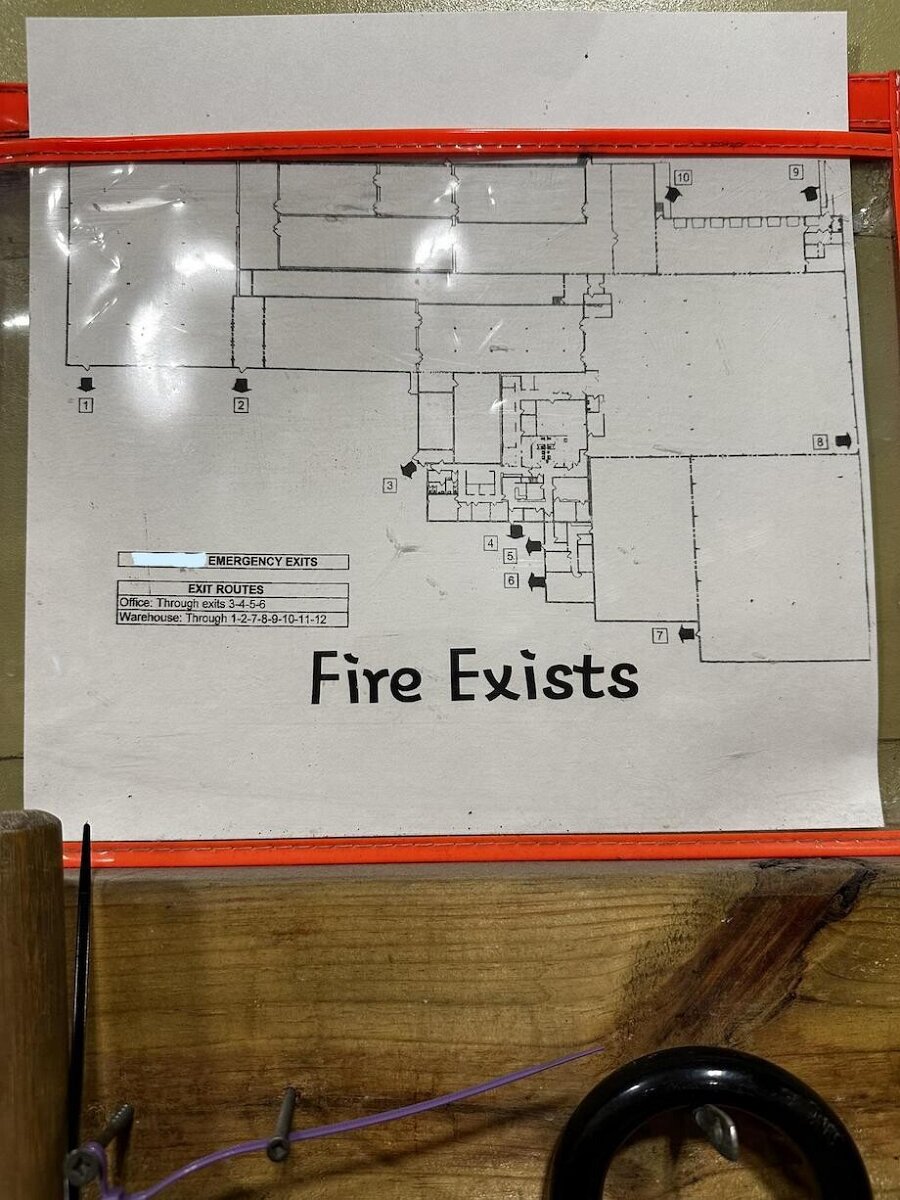 10
9
1
2
8
3
4
5
6
7
EMERGENCY EXITS
EXIT ROUTES
Office: Through exits 3-4-5-6
Warehouse: Through 1-2-7-8-9-10-11-12
Fire Exists